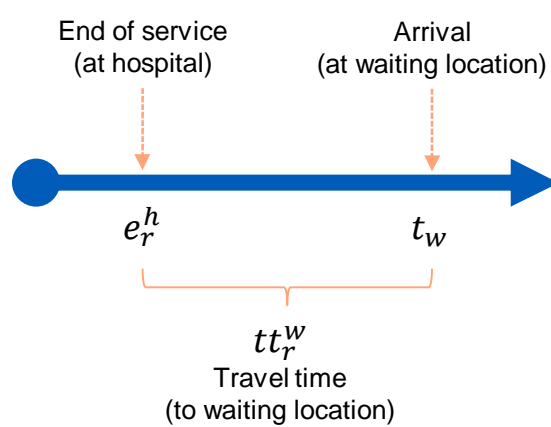 End of service
(at hospital)
Arrival
(at waiting location)
e_r^h
t_w
tt_r^w
Travel time
(to waiting location)